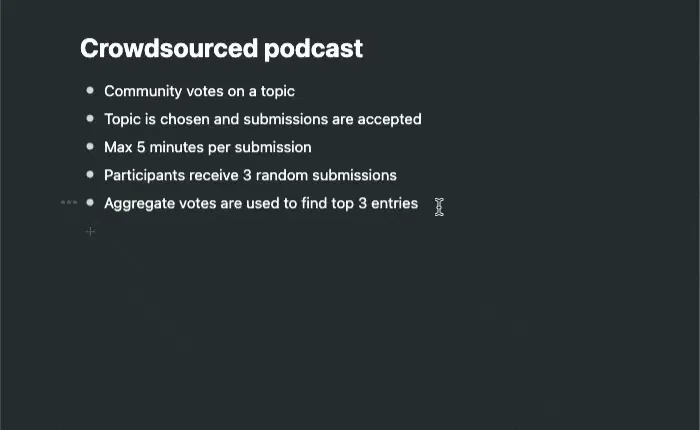 Crowdsourced podcast
Community votes on a topic
Topic is chosen and submissions are accepted
Max 5 minutes per submission
Participants receive 3 random submissions
Aggregate votes are used to find top 3 entries